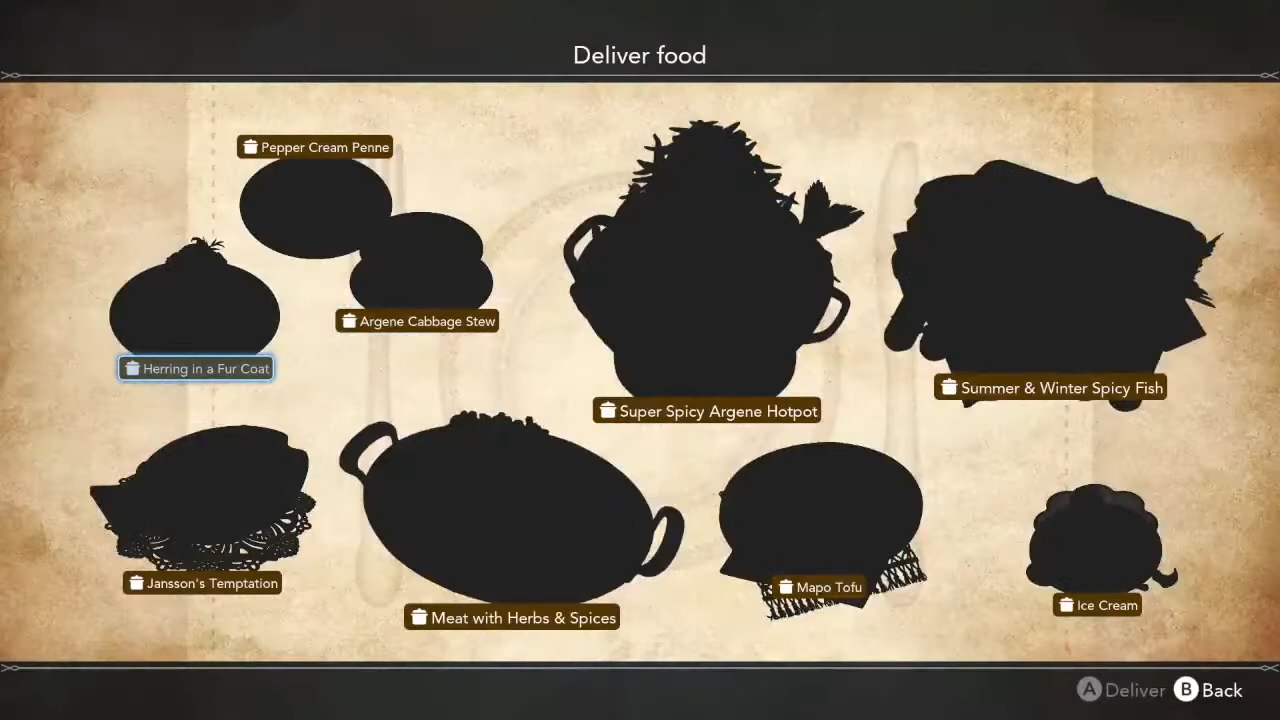 Deliver food
Pepper Cream Penne
Argene Cabbage Stew
Herring in a Fur Coat
Super Spicy Argene Hotpot
Summer & Winter Spicy Fish
Jansson's Temptation
Meat with Herbs & Spices
Mapo Tofu
Ice Cream
A Deliver B Back